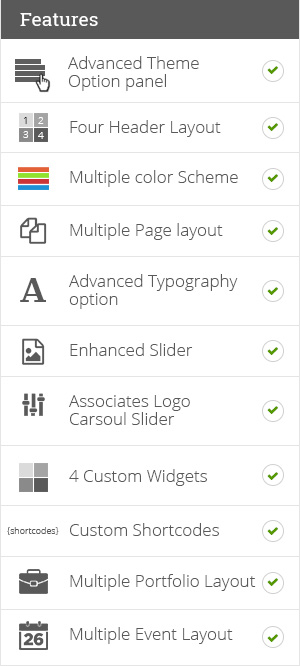 Features
Advanced Theme
Option panel
1 2
3 4
Four Header Layout
Multiple color Scheme
Multiple Page layout
A
Advanced Typography
option
Enhanced Slider
Associates Logo
Carsoul Slider
4 Custom Widgets
{shortcodes}
Custom Shortcodes
Multiple Portfolio Layout
26
Multiple Event Layout